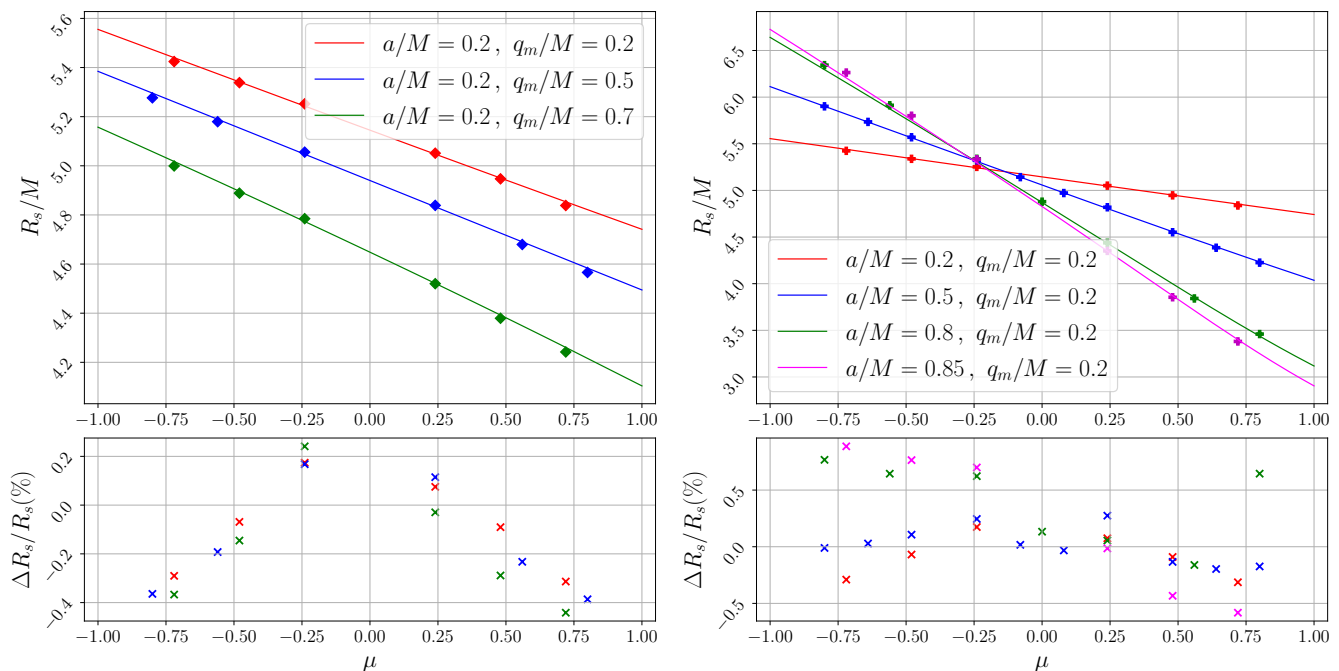 R_s/M
5.6
5.4
5.2
5.0
4.8
4.6
4.4
4.2
a/M = 0.2 , q_m/M = 0.2
a/M = 0.2 , q_m/M = 0.5
a/M = 0.2 , q_m/M = 0.7
−1.00 −0.75 −0.50 −0.25 0.00 0.25 0.50 0.75 1.00
ΔR_s/R_s(%)
0.2
0.0
−0.2
−0.4
−1.00 −0.75 −0.50 −0.25 0.00 0.25 0.50 0.75 1.00
μ
R_s/M
6.5
6.0
5.5
5.0
4.5
4.0
3.5
3.0
a/M = 0.2 , q_m/M = 0.2
a/M = 0.5 , q_m/M = 0.2
a/M = 0.8 , q_m/M = 0.2
a/M = 0.85 , q_m/M = 0.2
−1.00 −0.75 −0.50 −0.25 0.00 0.25 0.50 0.75 1.00
ΔR_s/R_s(%)
0.5
0.0
−0.5
−1.00 −0.75 −0.50 −0.25 0.00 0.25 0.50 0.75 1.00
μ